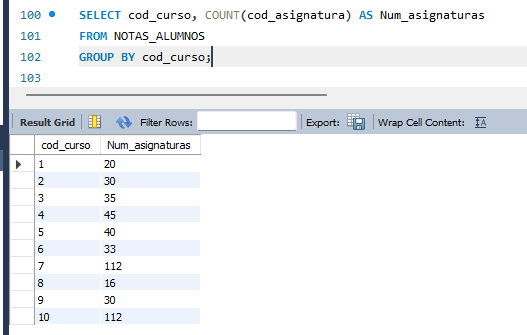 100 SELECT cod_curso, COUNT(cod_asignatura) AS Num_asignaturas
101 FROM NOTAS_ALUMNOS
102 GROUP BY cod_curso;
103
Result Grid Filter Rows: Export: Wrap Cell Content:
cod_curso Num_asignaturas
1 20
2 30
3 35
4 45
5 40
6 33
7 112
8 16
9 30
10 112